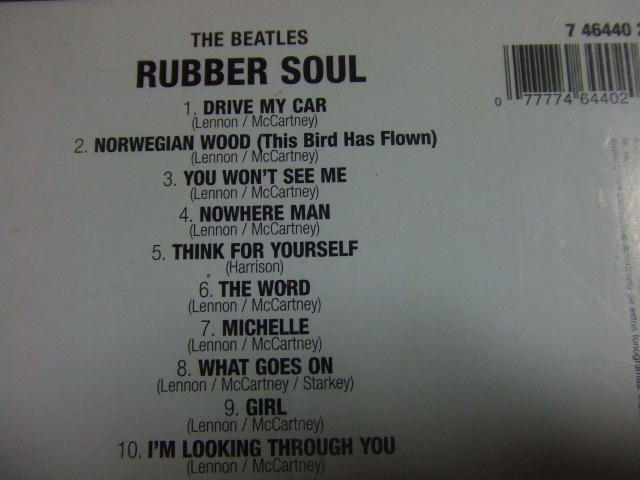 THE BEATLES
RUBBER SOUL
1. DRIVE MY CAR
(Lennon / McCartney)
2. NORWEGIAN WOOD (This Bird Has Flown)
(Lennon / McCartney)
3. YOU WON'T SEE ME
(Lennon / McCartney)
4. NOWHERE MAN
(Lennon / McCartney)
5. THINK FOR YOURSELF
(Harrison)
6. THE WORD
(Lennon / McCartney)
7. MICHELLE
(Lennon / McCartney)
8. WHAT GOES ON
(Lennon / McCartney / Starkey)
9. GIRL
(Lennon / McCartney)
10. I'M LOOKING THROUGH YOU
(Lennon / McCartney)
7 46440 2
0 77774 64402